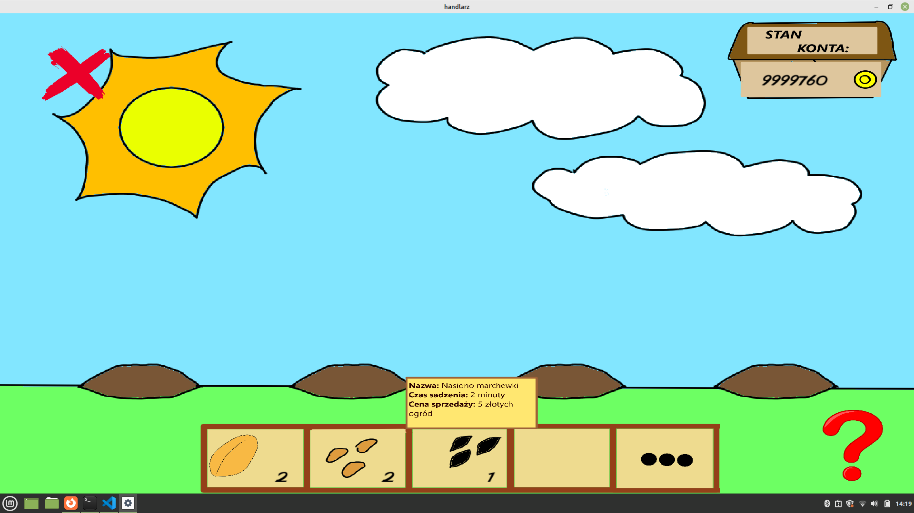 handlarz
STAN
KONTA:
9999760
Nazwa: Nasiono marchewki
Czas sadzenia: 2 minuty
Cena sprzedaży: 5 złotych
ogród
2
2
1
14:19